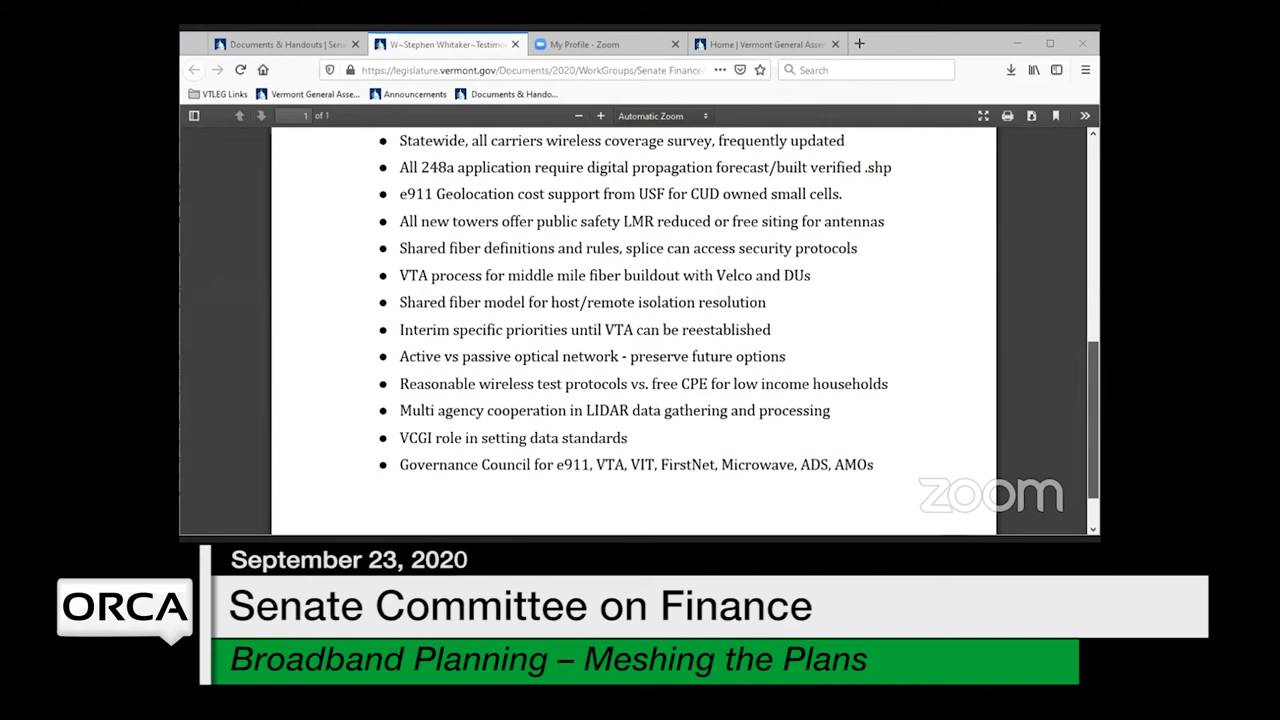 Documents & Handouts | Sen
W~Stephen Whitaker~Testimo
My Profile - Zoom
Home | Vermont General Asse
https://legislature.vermont.gov/Documents/2020/WorkGroups/Senate Finance/
Search
VTLEG Links
Vermont General Asse...
Announcements
Documents & Hando...
1 of 1
Automatic Zoom
Statewide, all carriers wireless coverage survey, frequently updated
All 248a application require digital propagation forecast/built verified .shp
e911 Geolocation cost support from USF for CUD owned small cells.
All new towers offer public safety LMR reduced or free siting for antennas
Shared fiber definitions and rules, splice can access security protocols
VTA process for middle mile fiber buildout with Velco and DUs
Shared fiber model for host/remote isolation resolution
Interim specific priorities until VTA can be reestablished
Active vs passive optical network - preserve future options
Reasonable wireless test protocols vs. free CPE for low income households
Multi agency cooperation in LIDAR data gathering and processing
VCGI role in setting data standards
Governance Council for e911, VTA, VIT, FirstNet, Microwave, ADS, AMOs
zoom
September 23, 2020
ORCA
Senate Committee on Finance
Broadband Planning – Meshing the Plans